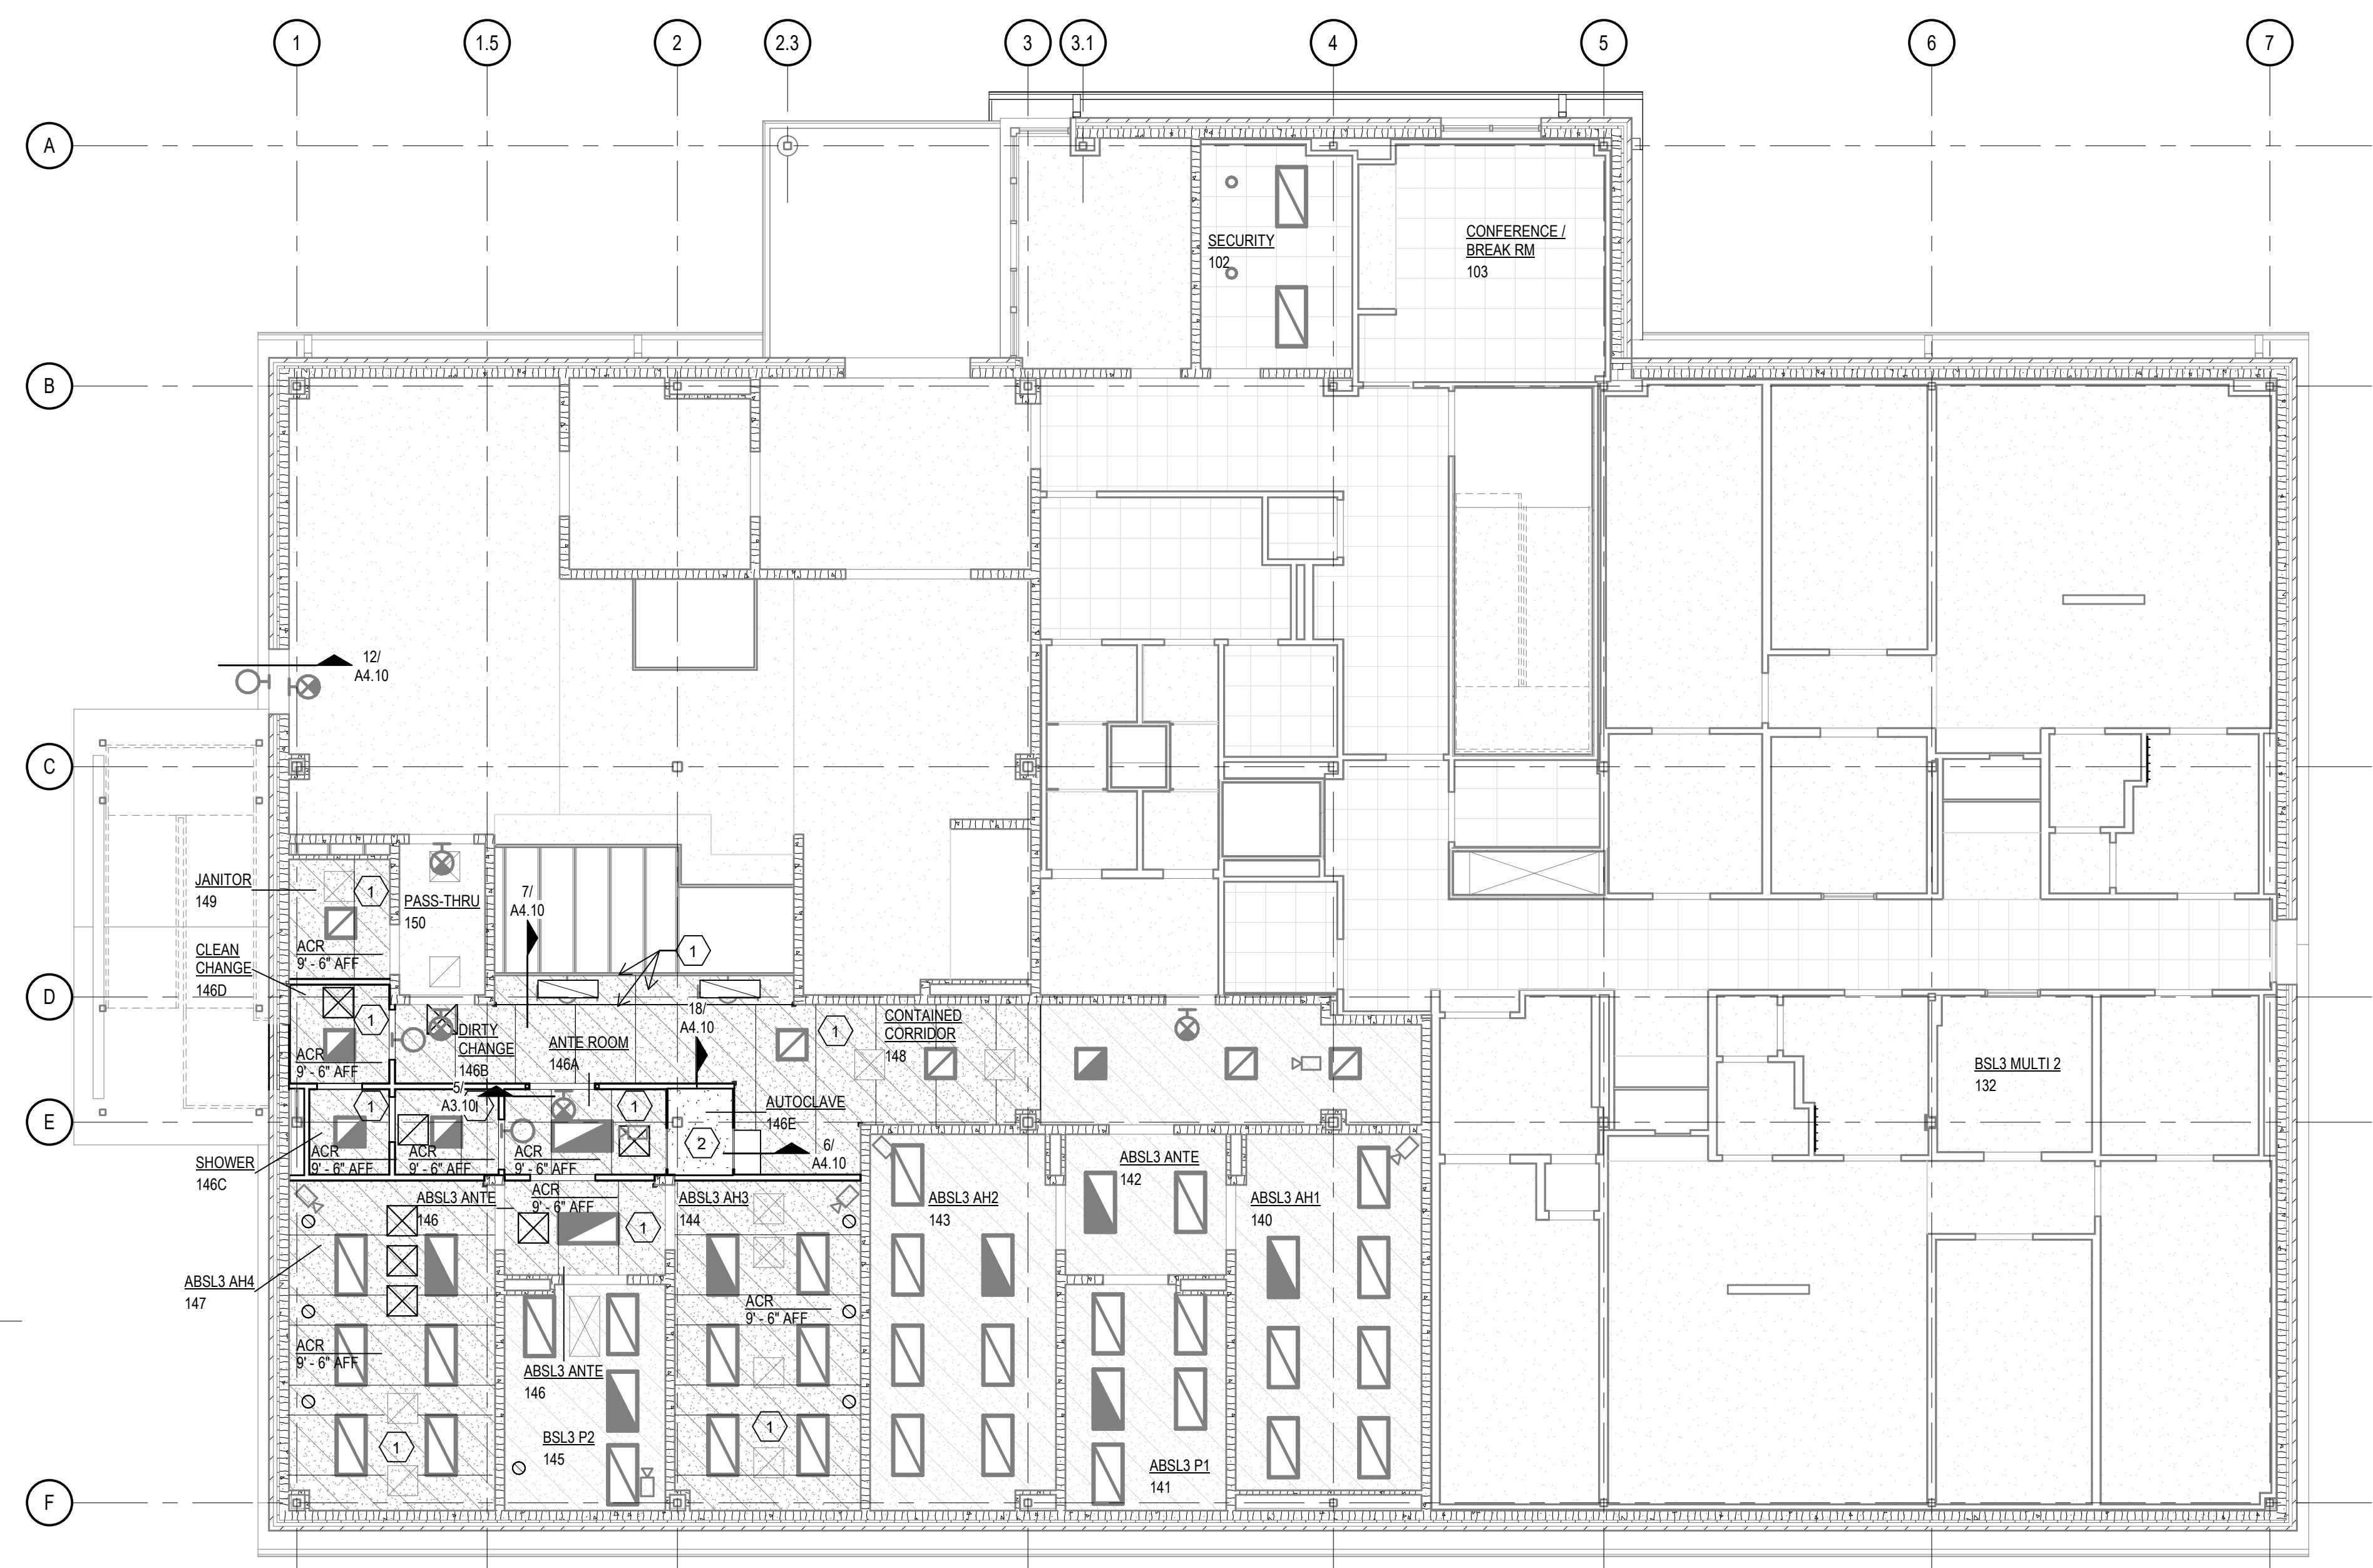 1
1.5
2
2.3
3
3.1
4
5
6
7
A
B
C
D
E
F
SECURITY
102
CONFERENCE /
BREAK RM
103
12/
A4.10
JANITOR
149
1
PASS-THRU
150
7/
A4.10
1
ACR
9' - 6" AFF
CLEAN
CHANGE
146D
1
ACR
9' - 6" AFF
DIRTY
CHANGE
146B
ANTE ROOM
146A
18/
A4.10
1
CONTAINED
CORRIDOR
148
BSL3 MULTI 2
132
5/
A3.10
1
1
AUTOCLAVE
146E
2
6/
A4.10
ACR
9' - 6" AFF
ACR
9' - 6" AFF
ACR
9' - 6" AFF
SHOWER
146C
ABSL3 ANTE
146
ACR
9' - 6" AFF
1
ABSL3 AH3
144
ABSL3 AH2
143
ABSL3 ANTE
142
ABSL3 AH1
140
ABSL3 AH4
147
ACR
9' - 6" AFF
ACR
9' - 6" AFF
ABSL3 ANTE
146
1
BSL3 P2
145
1
ABSL3 P1
141